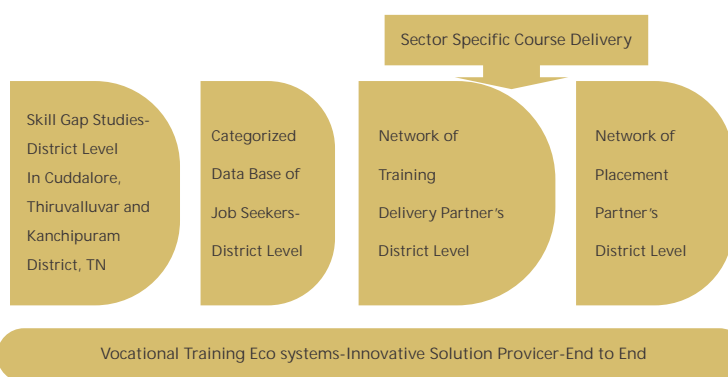 Sector Specific Course Delivery
Skill Gap Studies-
District Level
In Cuddalore,
Thiruvalluvar and
Kanchipuram
District, TN
Categorized
Data Base of
Job Seekers-
District Level
Network of
Training
Delivery Partner's
District Level
Network of
Placement
Partner's
District Level
Vocational Training Eco systems-Innovative Solution Provicer-End to End